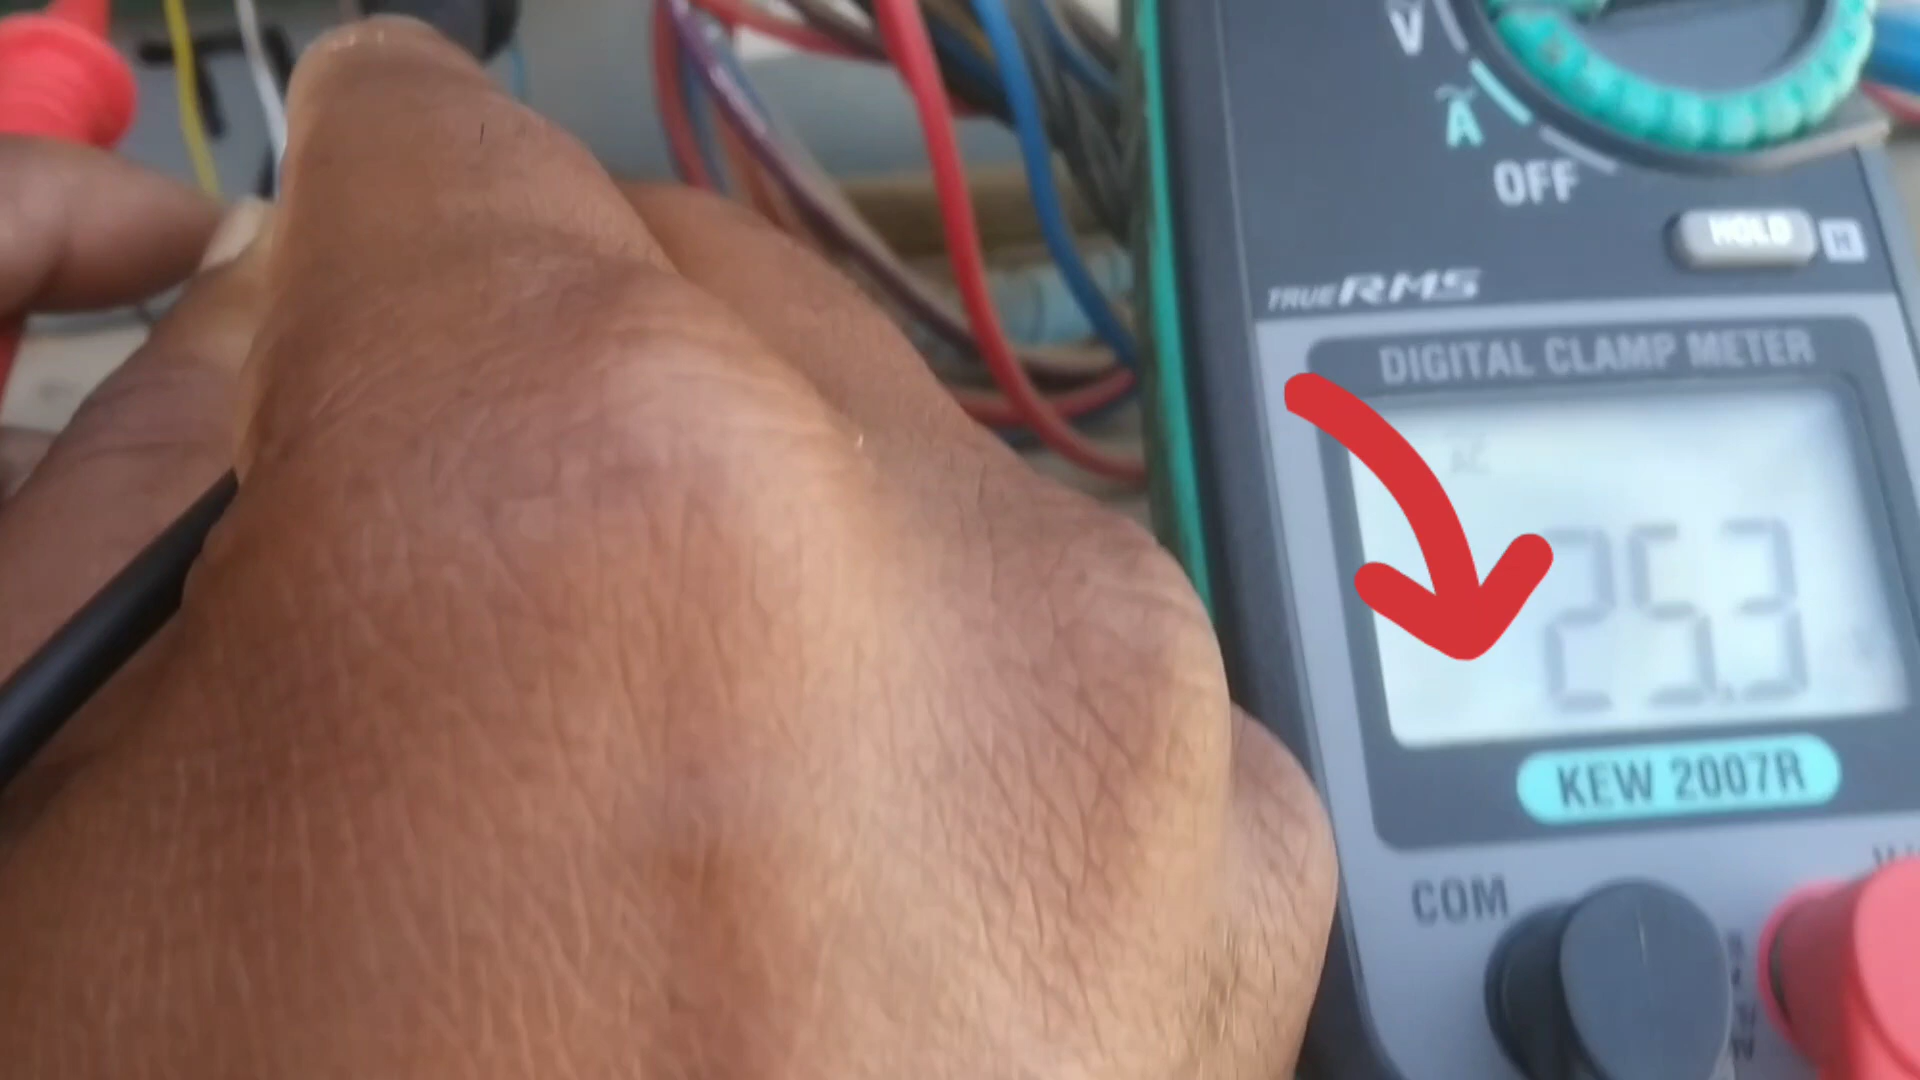 V
~
A
OFF
HOLD H
TRUE RMS
DIGITAL CLAMP METER
25.3
KEW 2007R
COM